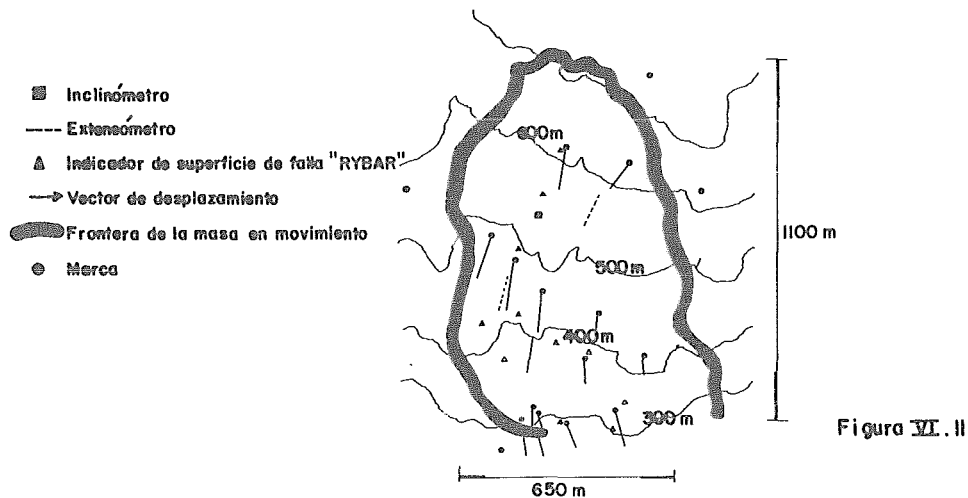 Inclinómetro
Extensómetro
Indicador de superficie de falla "RYBAR"
Vector de desplazamiento
Frontera de la masa en movimiento
Marca
600m
500m
400m
300m
1100 m
650 m
Figura VI.11